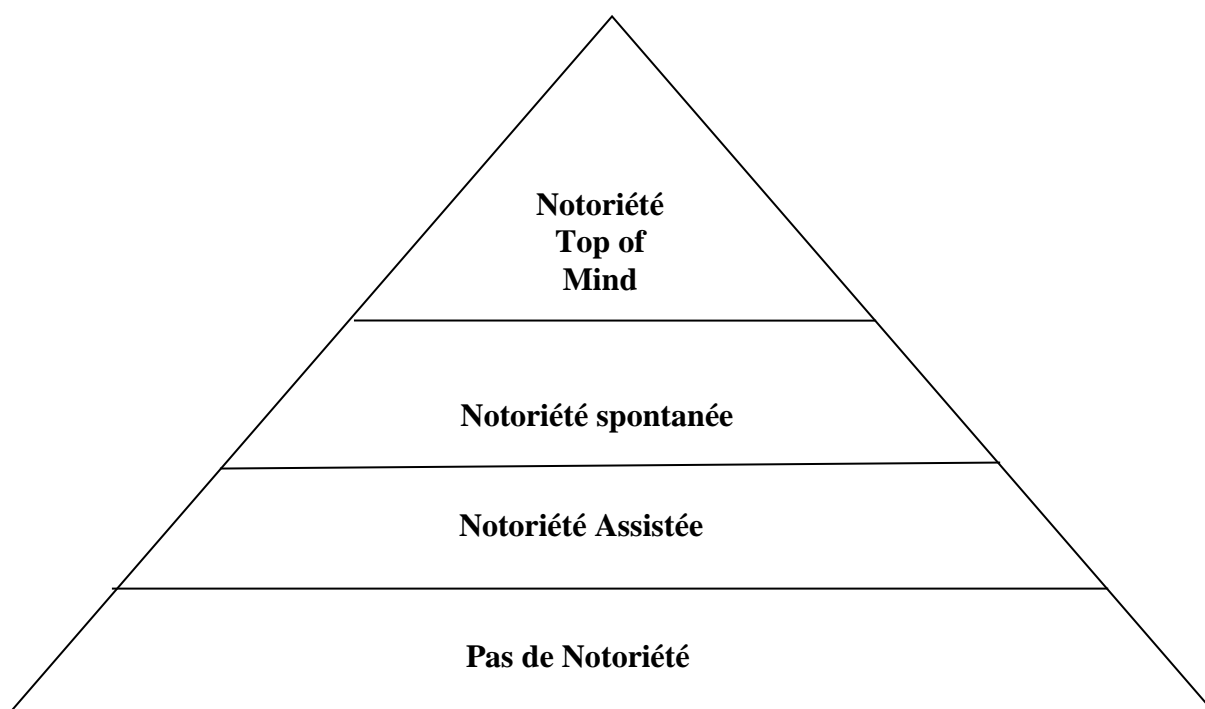 Notoriété
Top of
Mind
Notoriété spontanée
Notoriété Assistée
Pas de Notoriété